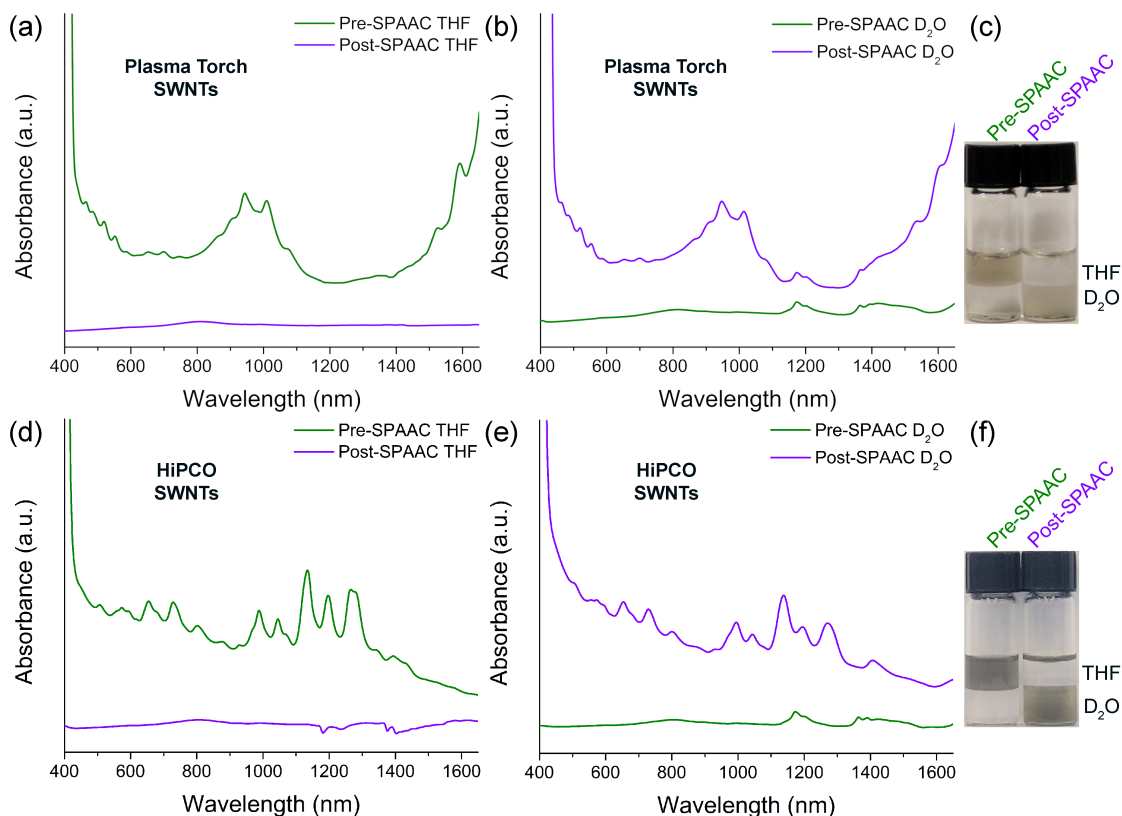 (a)
Pre-SPAAC THF
Post-SPAAC THF
Plasma Torch
SWNTs
Absorbance (a.u.)
400 600 800 1000 1200 1400 1600
Wavelength (nm)
(b)
Pre-SPAAC D₂O
Post-SPAAC D₂O
Plasma Torch
SWNTs
Absorbance (a.u.)
400 600 800 1000 1200 1400 1600
Wavelength (nm)
(c)
Pre-SPAAC
Post-SPAAC
THF
D₂O
(d)
Pre-SPAAC THF
Post-SPAAC THF
HiPCO
SWNTs
Absorbance (a.u.)
400 600 800 1000 1200 1400 1600
Wavelength (nm)
(e)
Pre-SPAAC D₂O
Post-SPAAC D₂O
HiPCO
SWNTs
Absorbance (a.u.)
400 600 800 1000 1200 1400 1600
Wavelength (nm)
(f)
Pre-SPAAC
Post-SPAAC
THF
D₂O